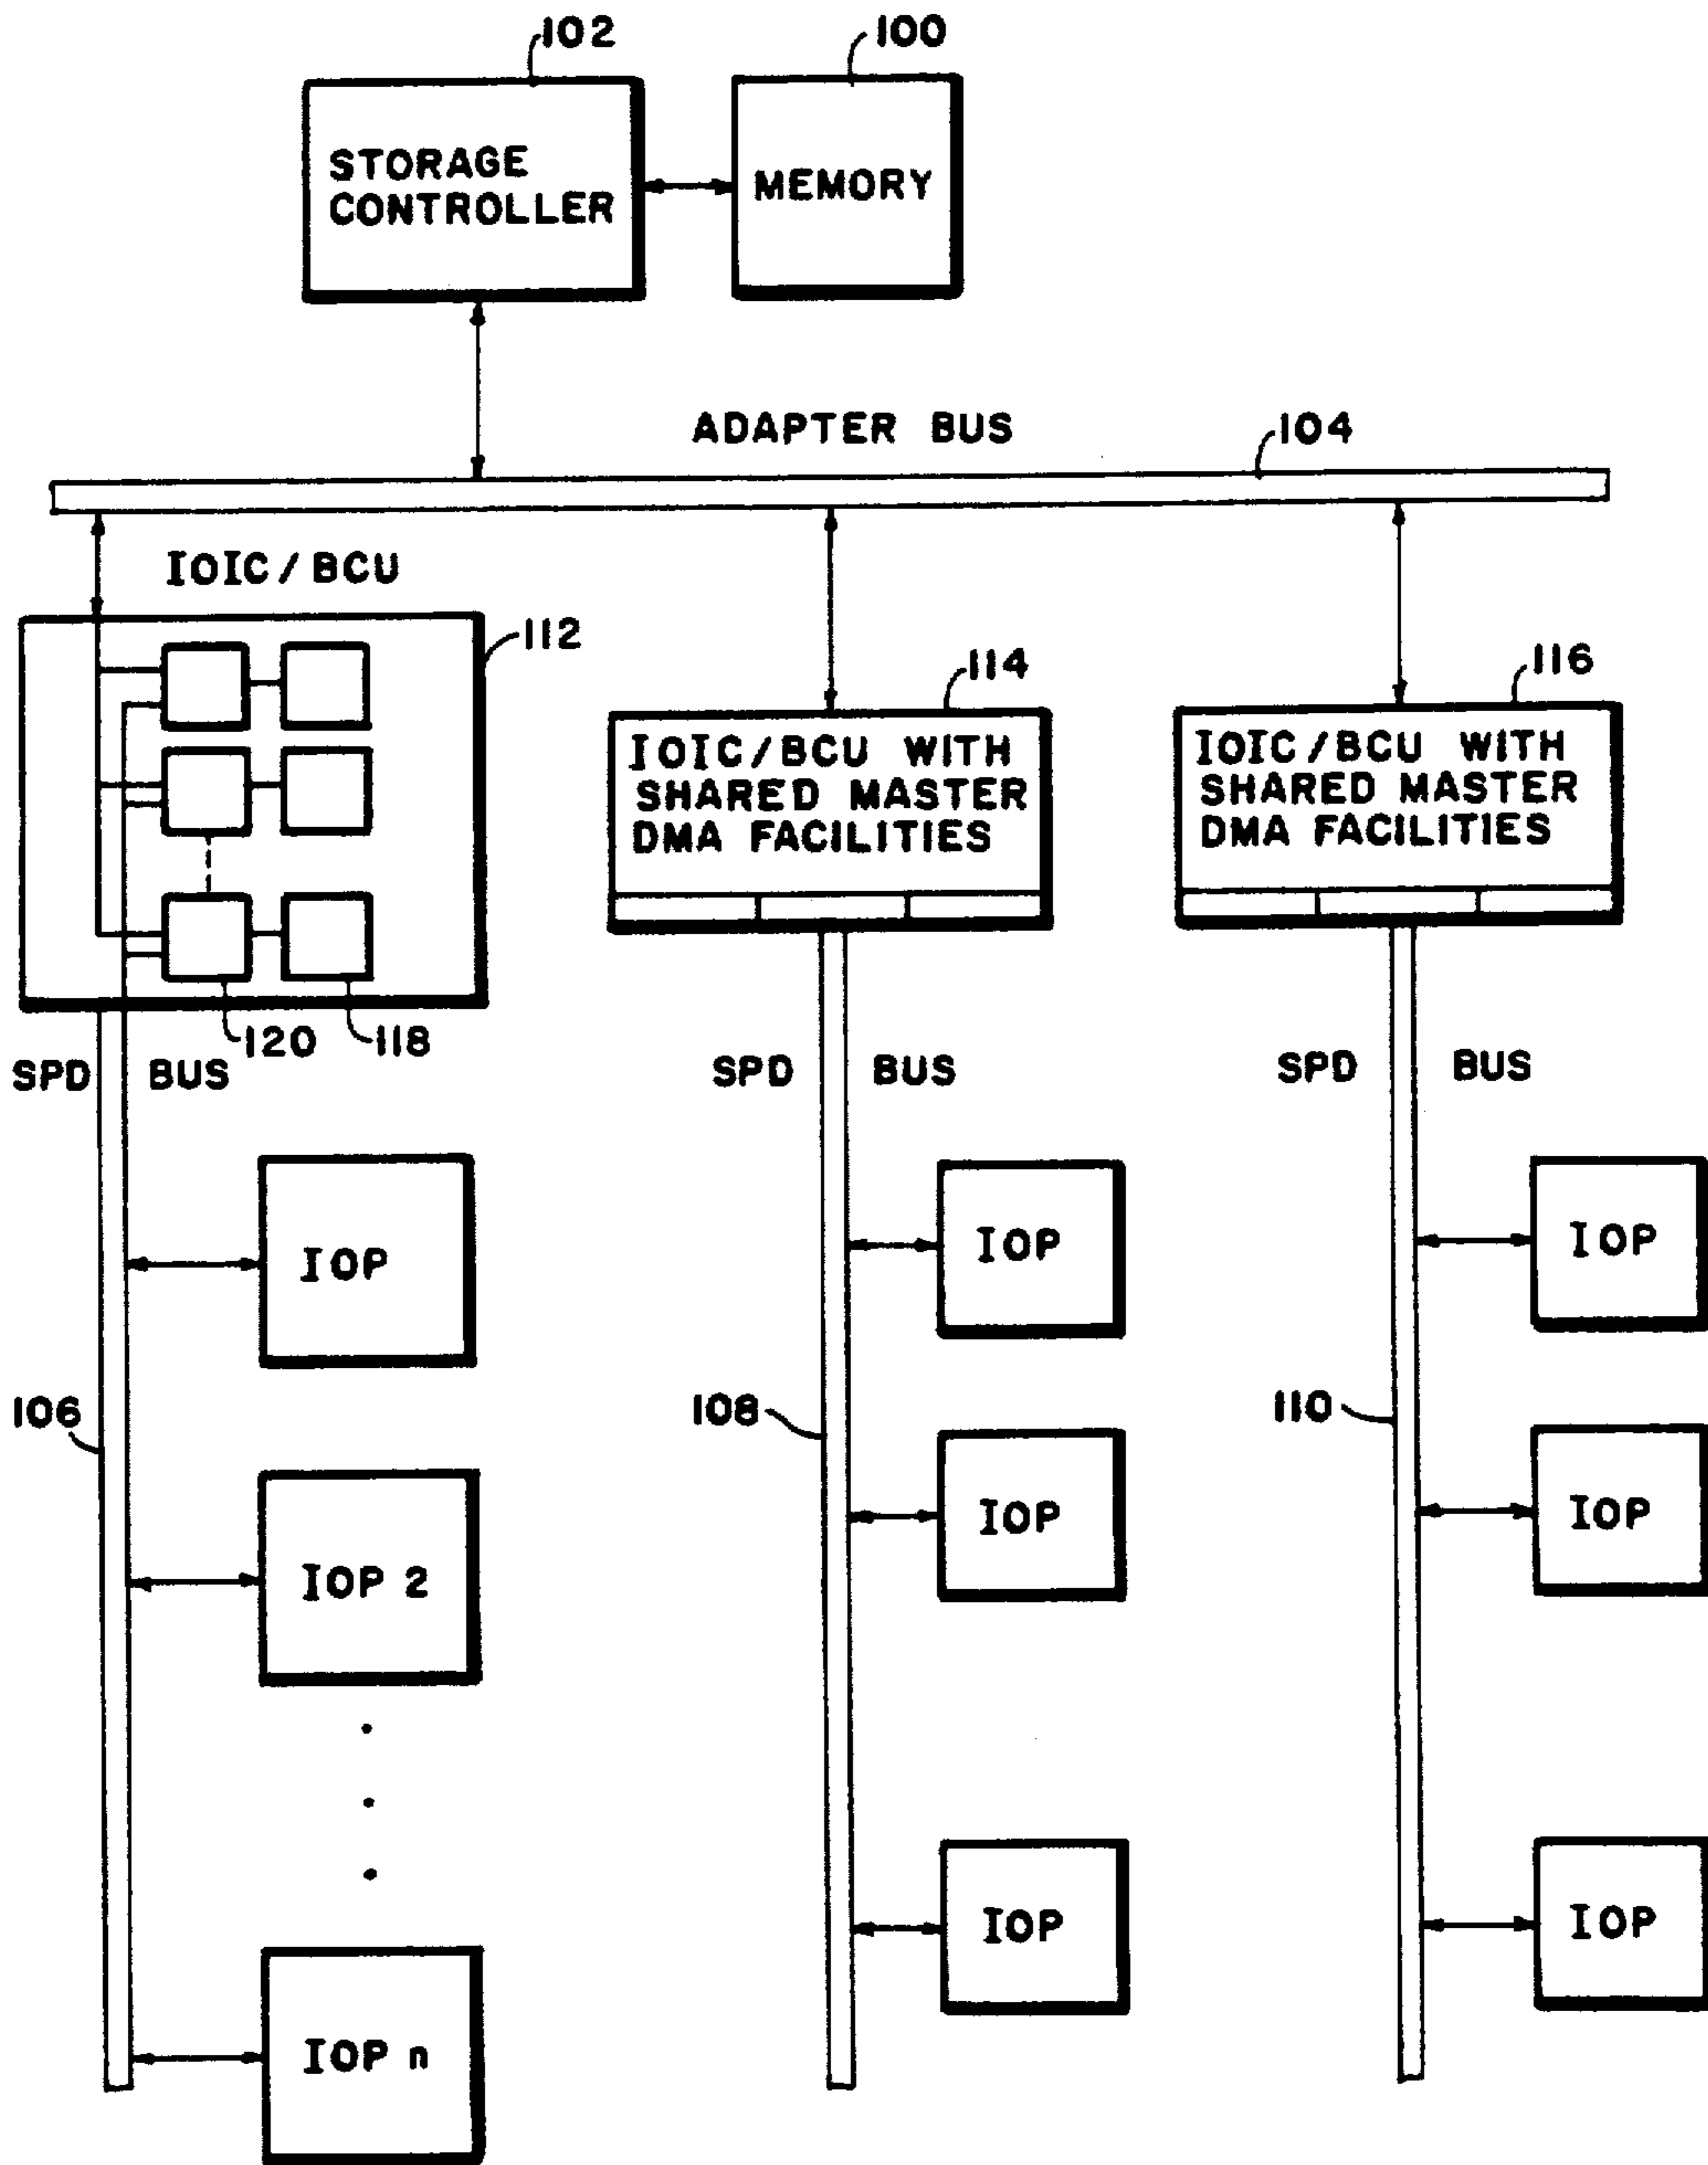 102
100
STORAGE
CONTROLLER
MEMORY
ADAPTER BUS
104
IOIC/BCU
112
114
116
IOIC/BCU WITH
SHARED MASTER
DMA FACILITIES
IOIC/BCU WITH
SHARED MASTER
DMA FACILITIES
120
118
SPD BUS
SPD BUS
SPD BUS
IOP
IOP
IOP
106
108
110
IOP 2
IOP
IOP
IOP n
IOP
IOP